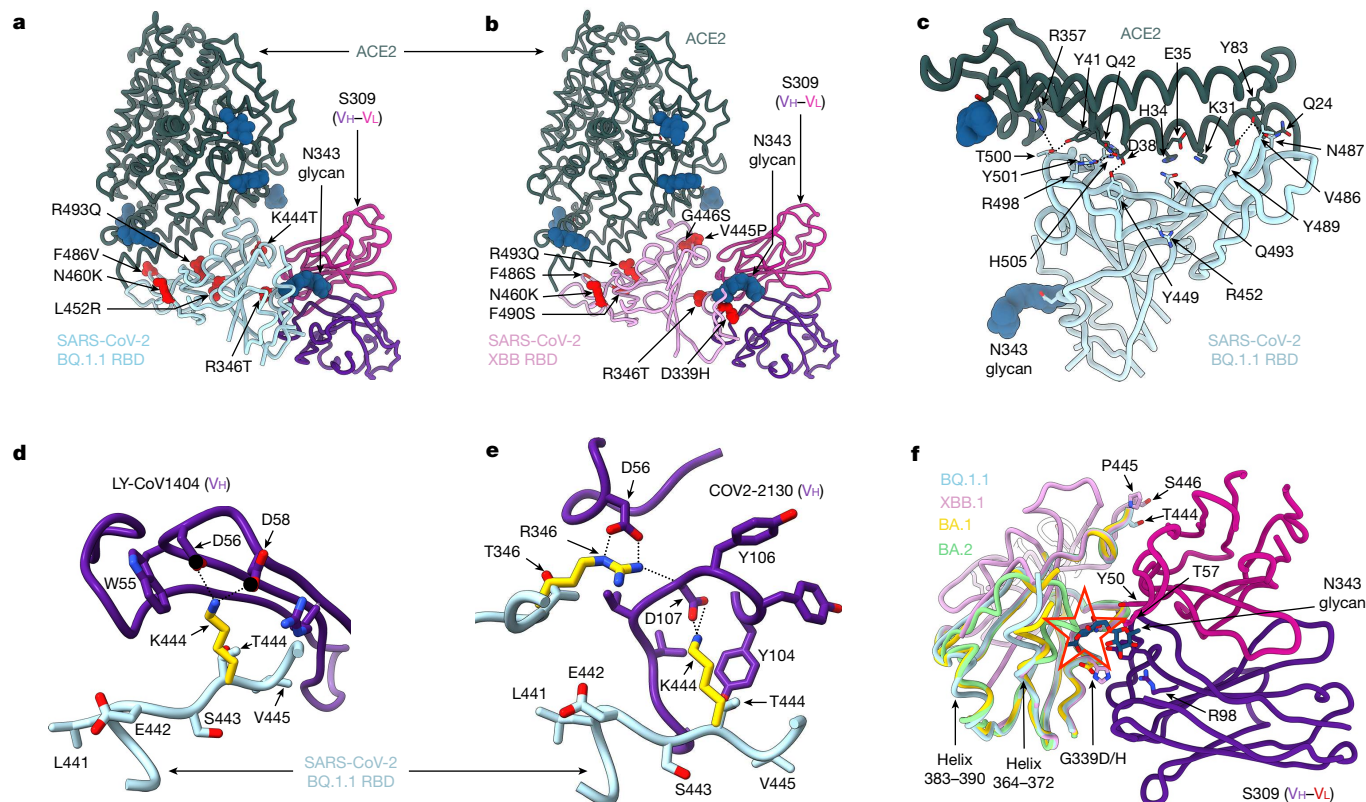 a
ACE2
S309
(VH–VL)
N343
glycan
R493Q
K444T
F486V
N460K
L452R
R346T
SARS-CoV-2
BQ.1.1 RBD
b
ACE2
S309
(VH–VL)
N343
glycan
G446S
V445P
R493Q
F486S
N460K
F490S
SARS-CoV-2
XBB RBD
R346T
D339H
c
ACE2
R357
Y41
Q42
E35
Y83
H34
K31
Q24
D38
T500
Y501
R498
N487
V486
Y489
Q493
H505
Y449
R452
N343
glycan
SARS-CoV-2
BQ.1.1 RBD
d
LY-CoV1404 (VH)
D58
D56
W55
K444
T444
E442
S443
V445
L441
SARS-CoV-2
BQ.1.1 RBD
e
D56
COV2-2130 (VH)
R346
T346
Y106
D107
Y104
K444
E442
T444
L441
S443
V445
f
BQ.1.1
XBB.1
BA.1
BA.2
P445
S446
T444
Y50
T57
N343
glycan
R98
Helix
383–390
Helix
364–372
G339D/H
S309 (VH–VL)